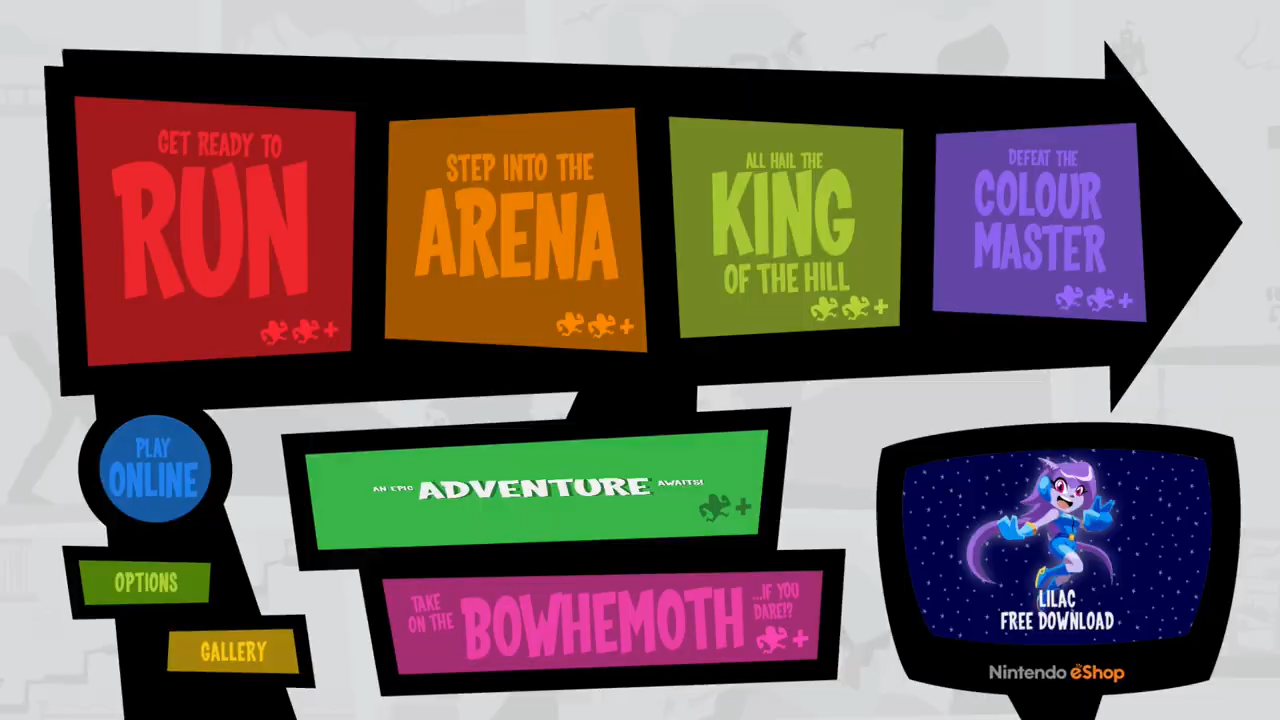 GET READY TO
RUN
STEP INTO THE
ARENA
ALL HAIL THE
KING
OF THE HILL
DEFEAT THE
COLOUR
MASTER
PLAY
ONLINE
AN EPIC ADVENTURE AWAITS!
OPTIONS
GALLERY
TAKE
ON THE
BOWHEMOTH
...IF YOU
DARE!?
LILAC
FREE DOWNLOAD
Nintendo eShop